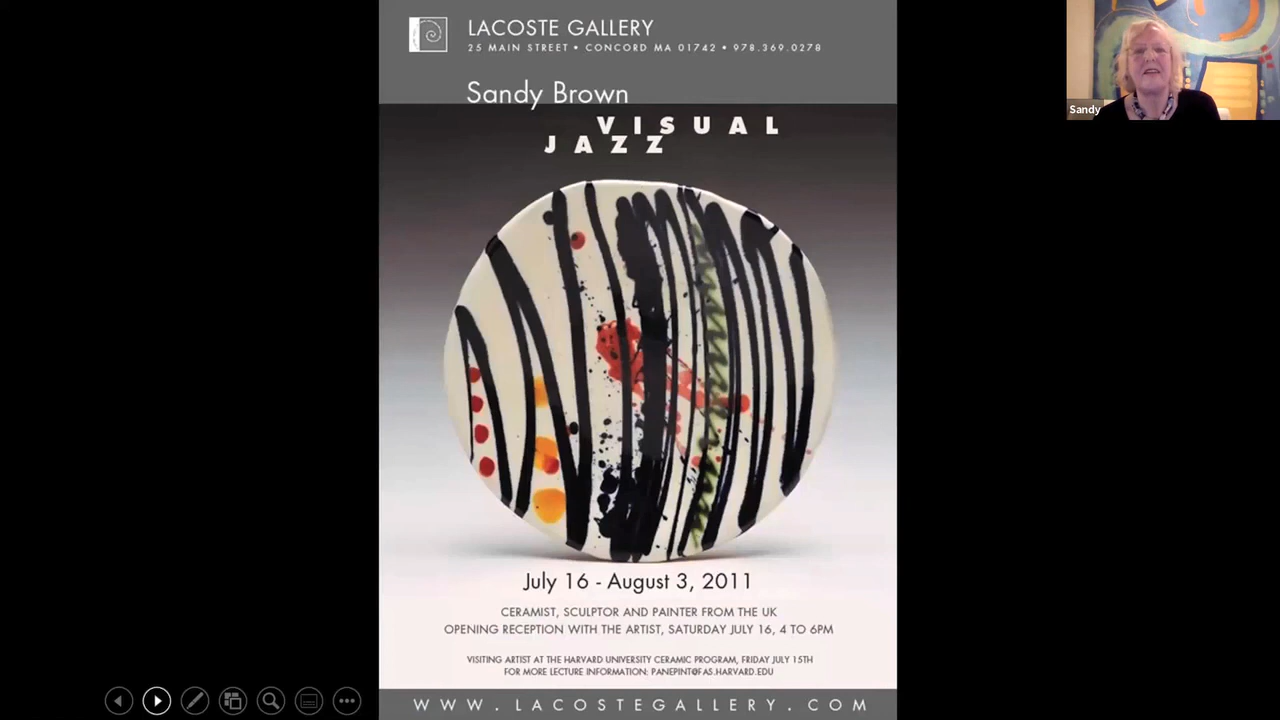 LACOSTE GALLERY
25 MAIN STREET • CONCORD MA 01742 • 978.369.0278
Sandy Brown
VISUAL
JAZZ
July 16 - August 3, 2011
CERAMIST, SCULPTOR AND PAINTER FROM THE UK
OPENING RECEPTION WITH THE ARTIST, SATURDAY JULY 16, 4 TO 6PM
VISITING ARTIST AT THE HARVARD UNIVERSITY CERAMIC PROGRAM, FRIDAY JULY 15TH
FOR MORE LECTURE INFORMATION: PANEPINT@FAS.HARVARD.EDU
WWW.LACOSTEGALLERY.COM
Sandy